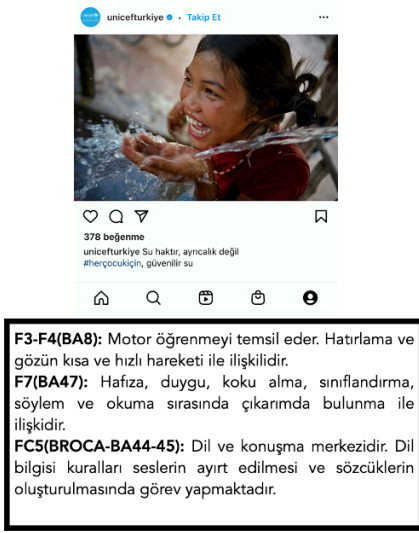 unicefturkiye • Takip Et
378 beğenme
unicefturkiye Su haktır, ayrıcalık değil
#herçocukiçin, güvenilir su
F3-F4(BA8): Motor öğrenmeyi temsil eder. Hatırlama ve
gözün kısa ve hızlı hareketi ile ilişkilidir.
F7(BA47): Hafıza, duygu, koku alma, sınıflandırma,
söylem ve okuma sırasında çıkarımda bulunma ile
ilişkidir.
FC5(BROCA-BA44-45): Dil ve konuşma merkezidir. Dil
bilgisi kuralları seslerin ayırt edilmesi ve sözcüklerin
oluşturulmasında görev yapmaktadır.